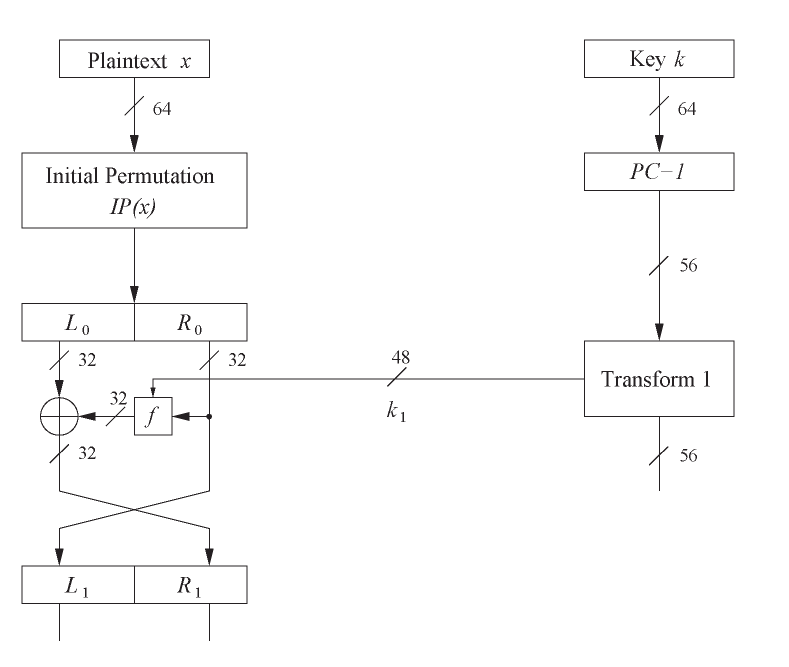 Plaintext x
Key k
64
64
Initial Permutation
IP(x)
PC−1
56
L0
R0
32
32
48
Transform 1
32
f
k1
32
56
L1
R1